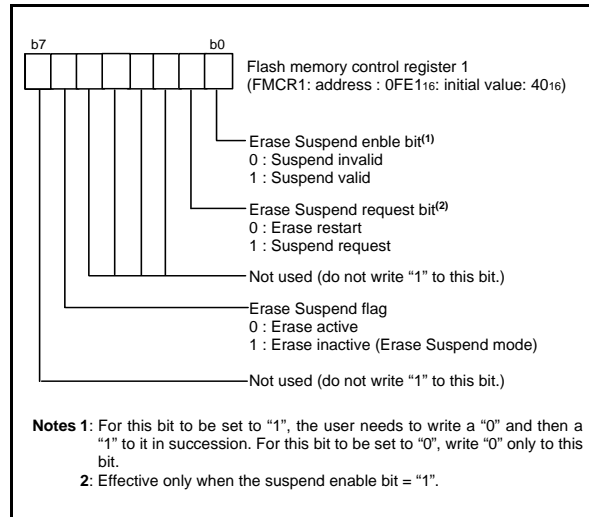 b7 b0
Flash memory control register 1
(FMCR1: address : 0FE116: initial value: 4016)
Erase Suspend enble bit(1)
0 : Suspend invalid
1 : Suspend valid
Erase Suspend request bit(2)
0 : Erase restart
1 : Suspend request
Not used (do not write “1” to this bit.)
Erase Suspend flag
0 : Erase active
1 : Erase inactive (Erase Suspend mode)
Not used (do not write “1” to this bit.)
Notes 1: For this bit to be set to “1”, the user needs to write a “0” and then a
“1” to it in succession. For this bit to be set to “0”, write “0” only to this
bit.
2: Effective only when the suspend enable bit = “1”.